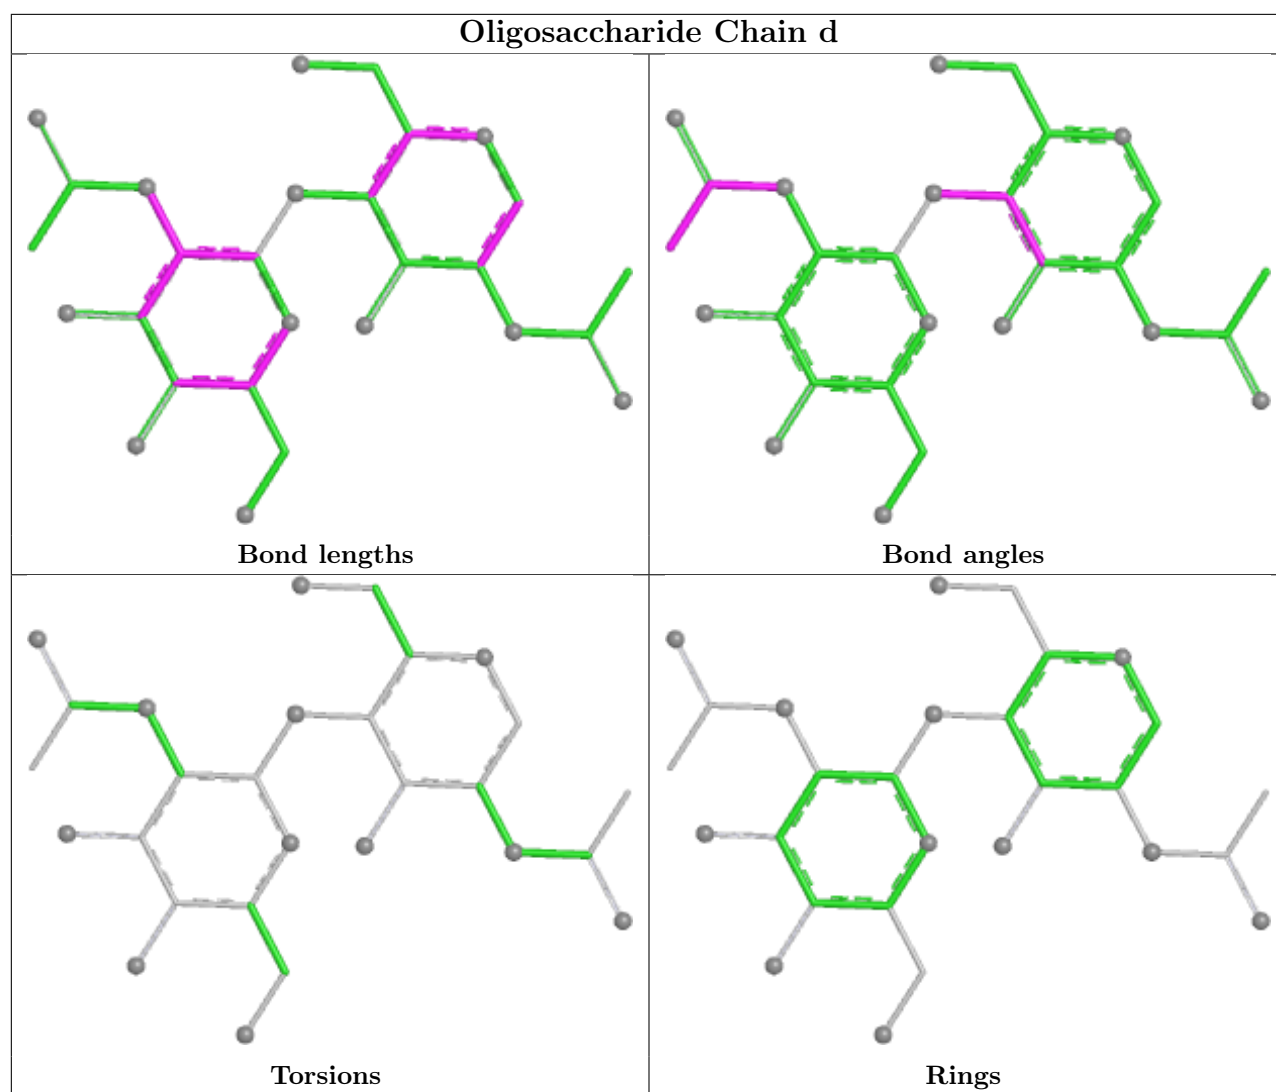 Oligosaccharide Chain d
Bond lengths
Bond angles
Torsions
Rings